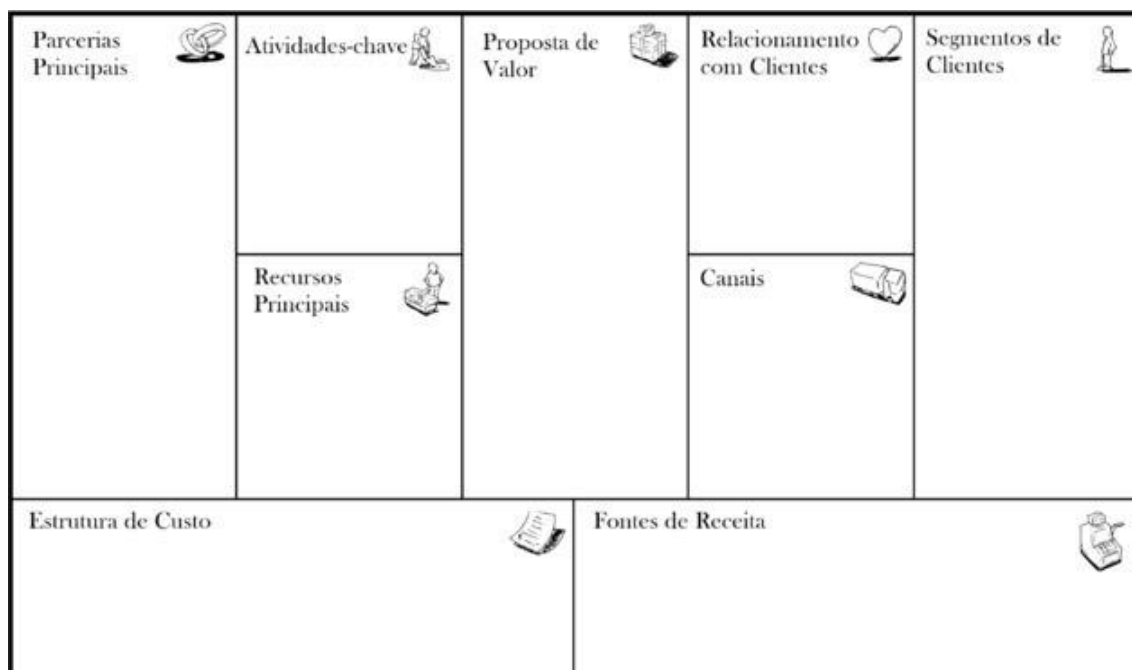 Parcerias
Principais
Atividades-chave
Proposta de
Valor
Relacionamento
com Clientes
Segmentos de
Clientes
Recursos
Principais
Canais
Estrutura de Custo
Fontes de Receita